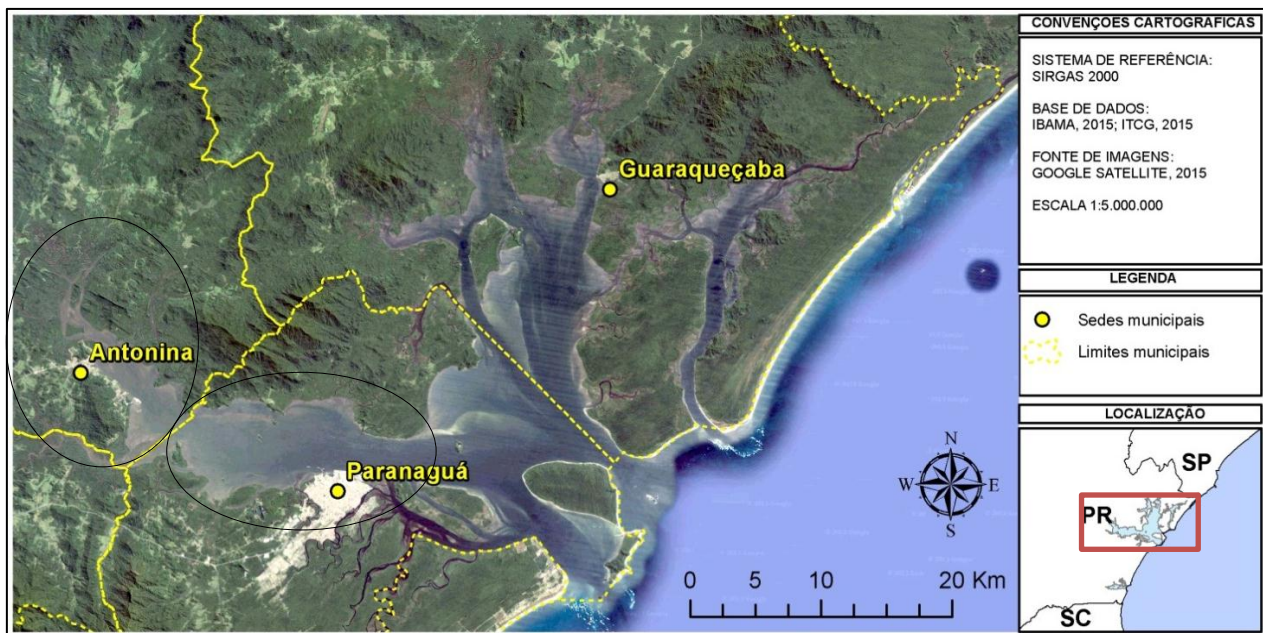 Guaraqueçaba
Antonina
Paranaguá
N
W
E
S
0 5 10 20 Km
CONVENÇOES CARTOGRAFICAS
SISTEMA DE REFERÊNCIA:
SIRGAS 2000
BASE DE DADOS:
IBAMA, 2015; ITCG, 2015
FONTE DE IMAGENS:
GOOGLE SATELLITE, 2015
ESCALA 1:5.000.000
LEGENDA
Sedes municipais
Limites municipais
LOCALIZAÇÃO
SP
PR
SC